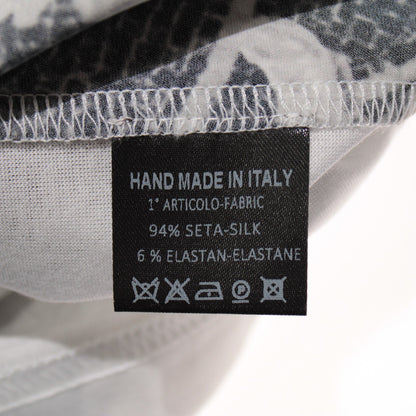 HAND MADE IN ITALY
1° ARTICOLO-FABRIC
94% SETA-SILK
6 % ELASTAN-ELASTANE
P